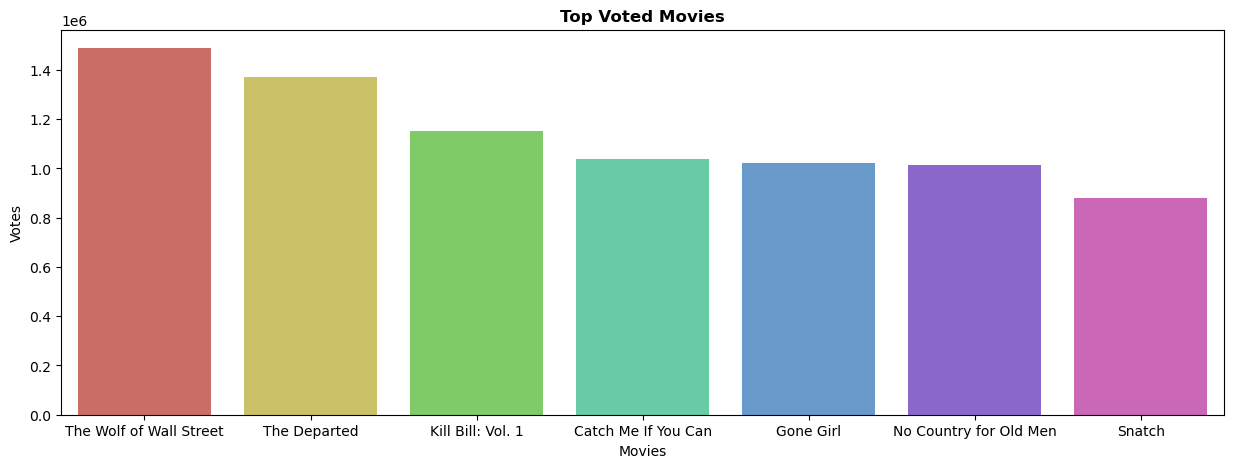 Top Voted Movies
1e6
1.4
1.2
1.0
0.8
0.6
0.4
0.2
0.0
Votes
The Wolf of Wall Street The Departed Kill Bill: Vol. 1 Catch Me If You Can Gone Girl No Country for Old Men Snatch
Movies